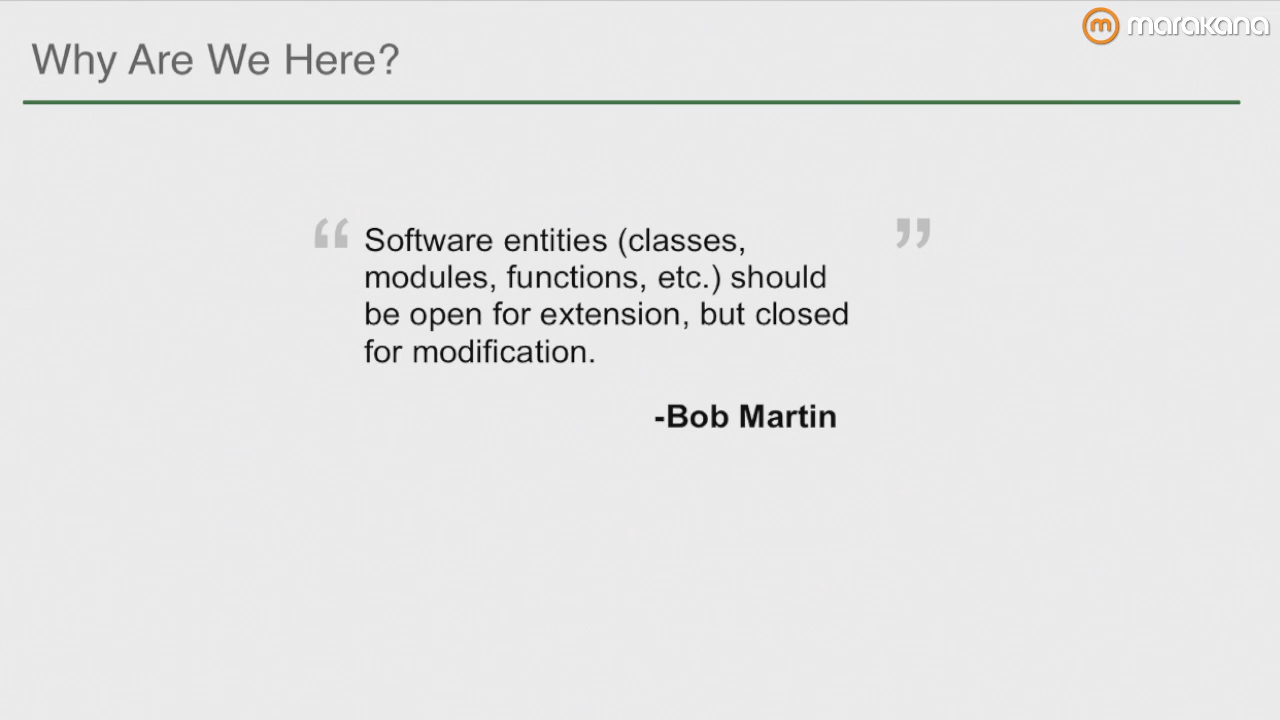 marakana
Why Are We Here?
“ Software entities (classes, ”
modules, functions, etc.) should
be open for extension, but closed
for modification.
-Bob Martin